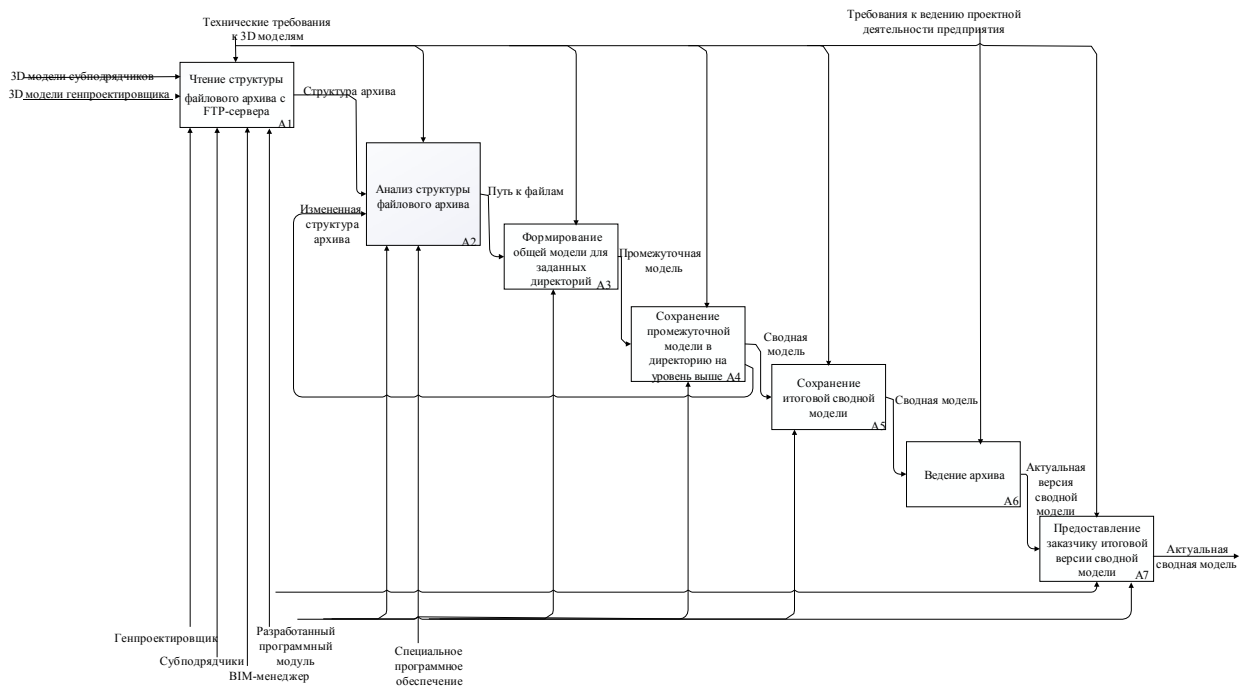 Технические требования
к 3D моделям
Требования к ведению проектной
деятельности предприятия
3D модели субподрядчиков
3D модели генпроектировщика
Чтение структуры
файлового архива с
FTP-сервера
A1
Структура архива
Анализ структуры
файлового архива
A2
Измененная
структура
архива
Путь к файлам
Формирование
общей модели для
заданных
директорий
A3
Промежуточная
модель
Сохранение
промежуточной
модели в
директорию на
уровень выше
A4
Сводная
модель
Сохранение
итоговой сводной
модели
A5
Сводная модель
Ведение архива
A6
Актуальная
версия
сводной
модели
Предоставление
заказчику итоговой
версии сводной
модели
A7
Актуальная
сводная модель
Генпроектировщик
Субподрядчики
BIM-менеджер
Разработанный
программный
модуль
Специальное
программное
обеспечение